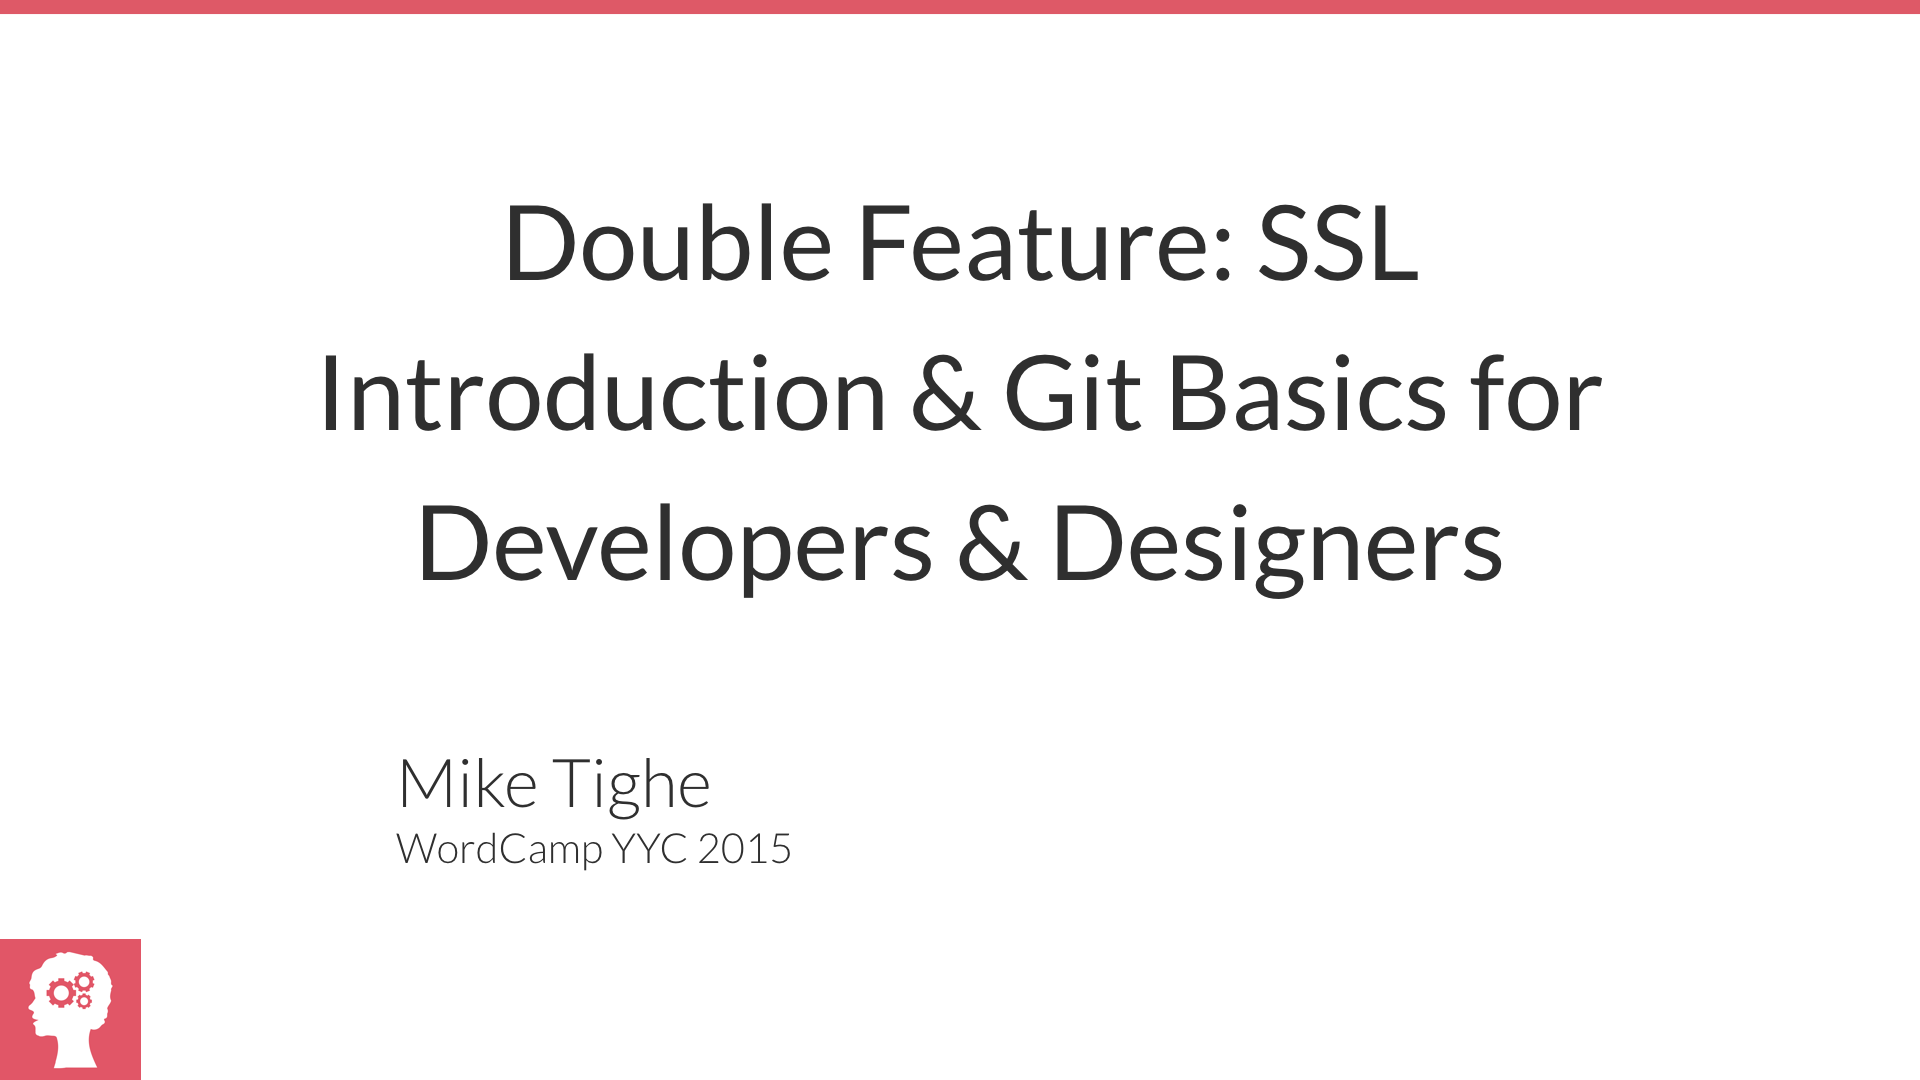 Double Feature: SSL
Introduction & Git Basics for
Developers & Designers
Mike Tighe
WordCamp YYC 2015